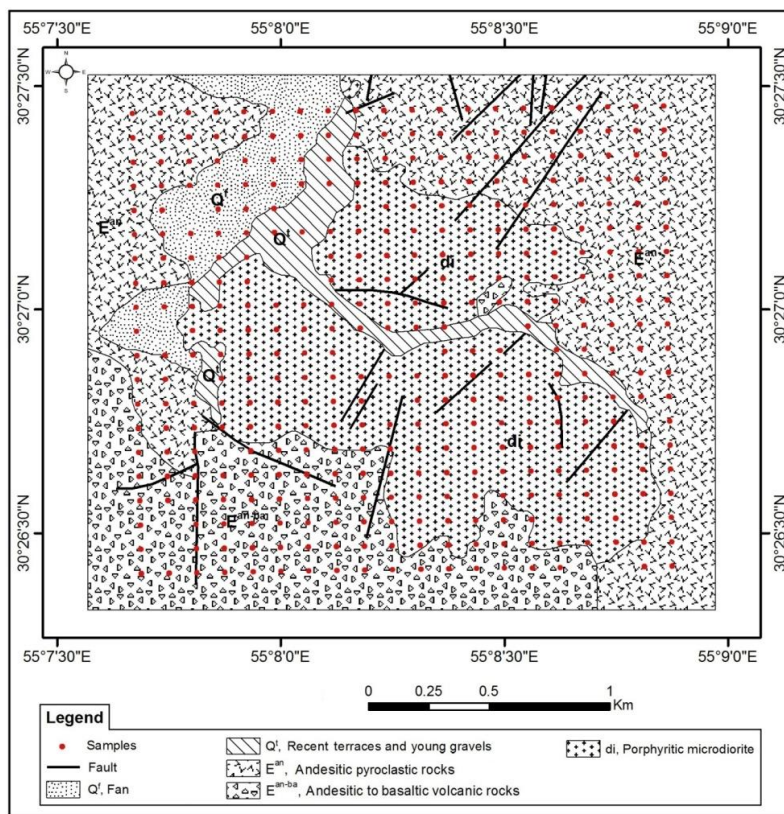 55°7'30"E 55°8'0"E 55°8'30"E 55°9'0"E
N
W E
S
30°27'30"N 30°27'30"N
Q^f
E^an
Q^t
di
E^an
30°27'0"N 30°27'0"N
Q^t
di
E^an-ba
30°26'30"N 30°26'30"N
55°7'30"E 55°8'0"E 55°8'30"E 55°9'0"E
0 0.25 0.5 1
Km
Legend
Samples
Fault
Q^f, Fan
Q^t, Recent terraces and young gravels
E^an, Andesitic pyroclastic rocks
E^an-ba, Andesitic to basaltic volcanic rocks
di, Porphyritic microdiorite